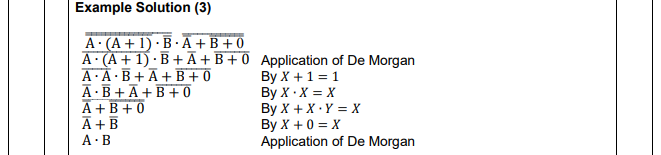 Example Solution (3)
A · (A + 1) · B · A + B + 0
A · (A + 1) · B + A + B + 0 Application of De Morgan
A · A · B + A + B + 0 By X + 1 = 1
A · B + A + B + 0 By X · X = X
A + B + 0 By X + X · Y = X
A + B By X + 0 = X
A · B Application of De Morgan